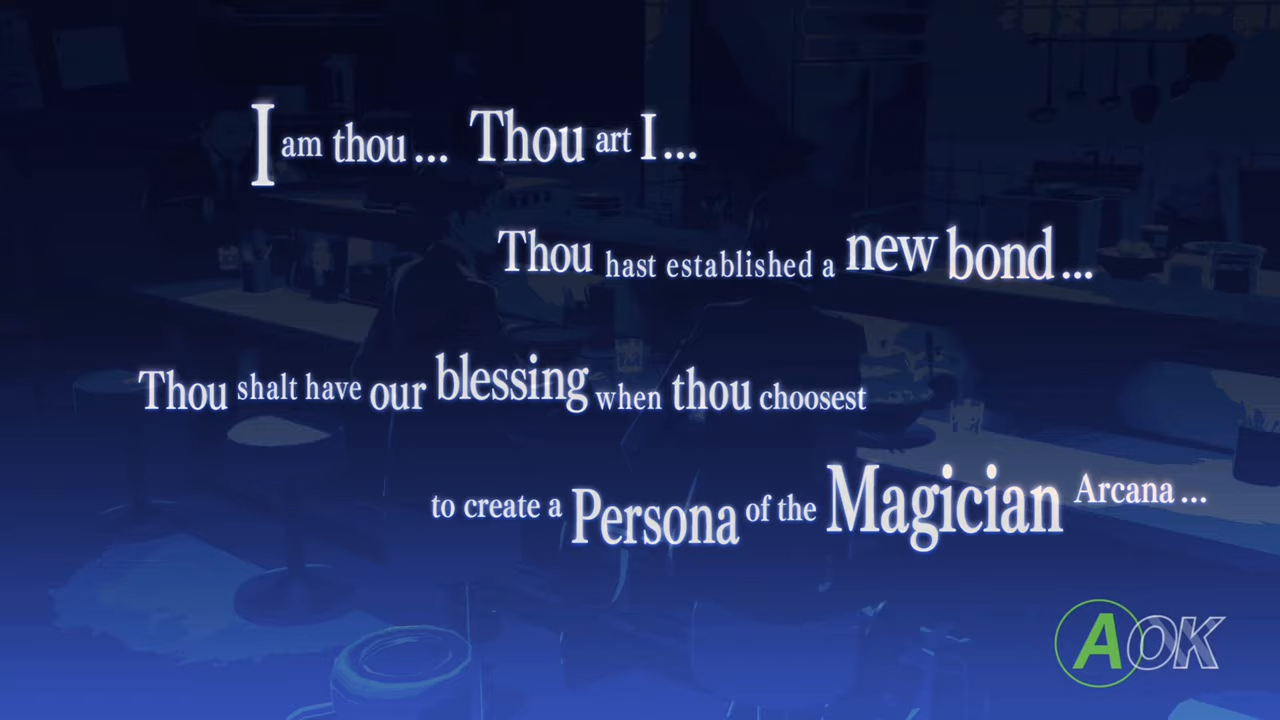 I am thou... Thou art I...
Thou hast established a new bond...
Thou shalt have our blessing when thou choosest
to create a Persona of the Magician Arcana...
A OK